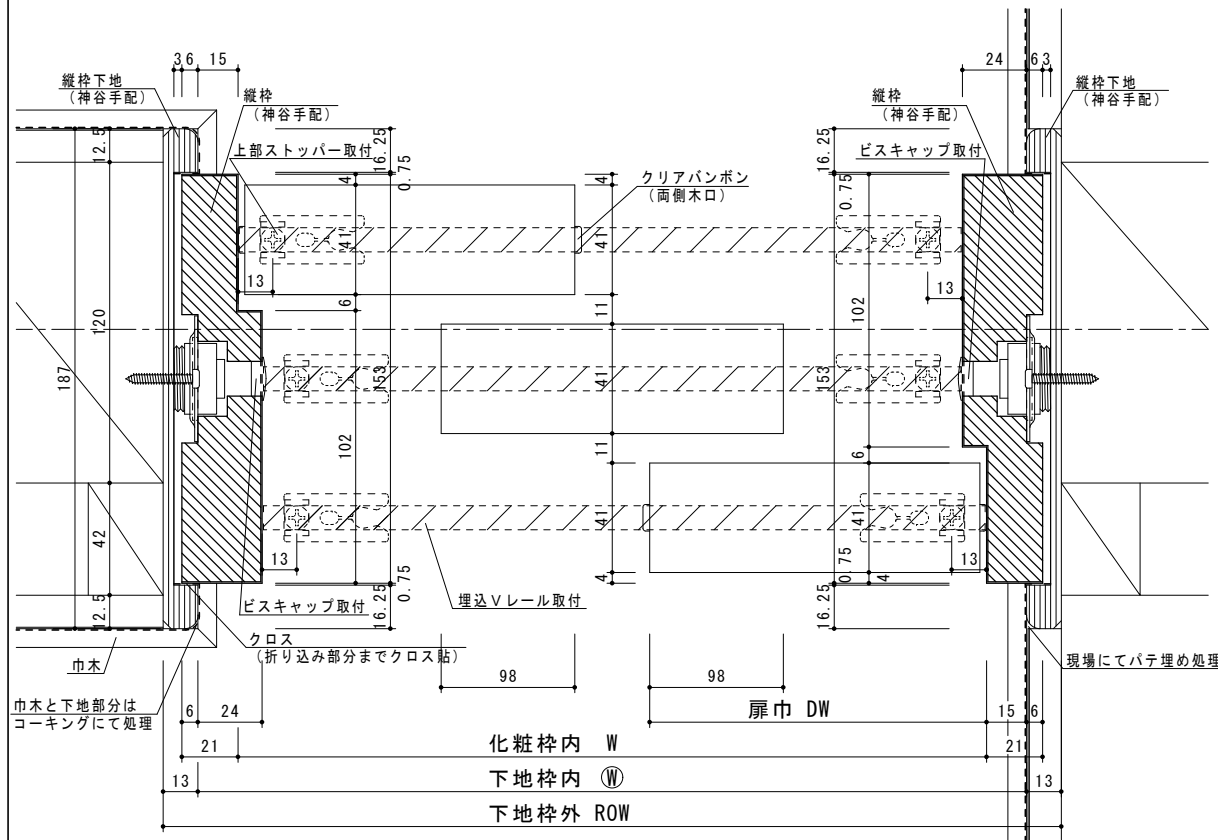 36 15
24 63
縦枠下地
(神谷手配)
縦枠
(神谷手配)
縦枠
(神谷手配)
縦枠下地
(神谷手配)
上部ストッパー取付
ビスキャップ取付
クリアバンボン
(両側木口)
12.5
16.25
0.75
4
4
16.25
0.75
41
41
13
13
6
11
102
120
187
153
41
153
102
11
6
42
41
41
13
13
0.75
4
0.75
4
12.5
16.25
16.25
ビスキャップ取付
埋込Vレール取付
クロス
(折り込み部分までクロス貼)
巾木
現場にてパテ埋め処理
98
98
巾木と下地部分は
コーキングにて処理
6 24
扉巾 DW
15 6
21
化粧枠内 W
21
13
下地枠内 Ⓦ
13
下地枠外 ROW